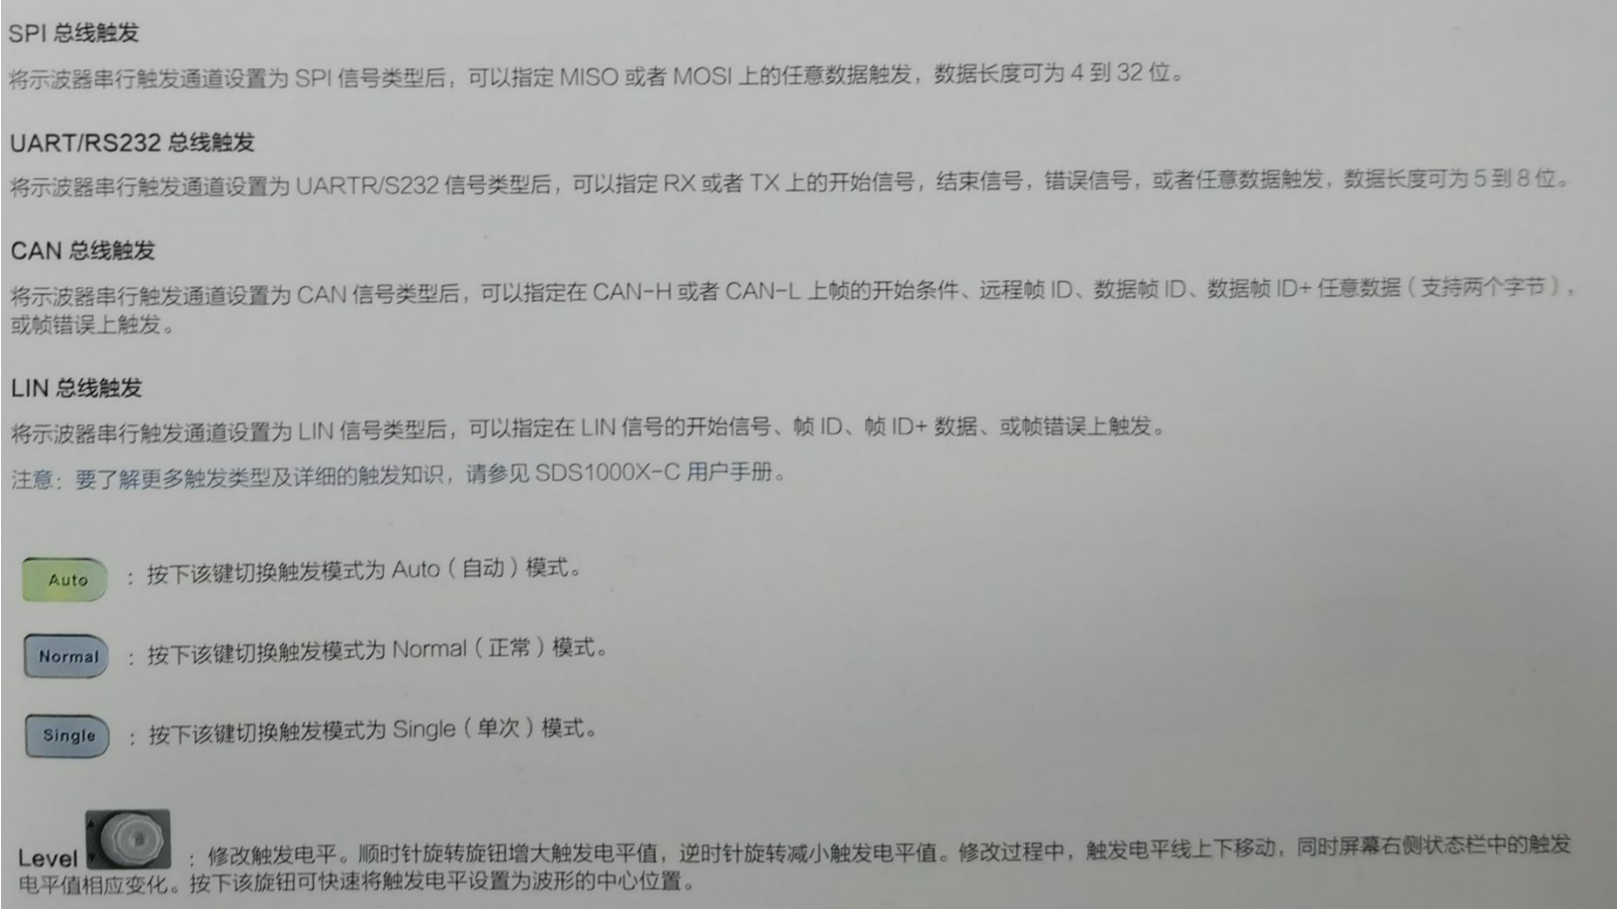 SPI 总线触发
将示波器串行触发通道设置为 SPI 信号类型后，可以指定 MISO 或者 MOSI 上的任意数据触发，数据长度可为 4 到 32 位。
UART/RS232 总线触发
将示波器串行触发通道设置为 UARTR/S232 信号类型后，可以指定 RX 或者 TX 上的开始信号，结束信号，错误信号，或者任意数据触发，数据长度可为 5 到 8 位。
CAN 总线触发
将示波器串行触发通道设置为 CAN 信号类型后，可以指定在 CAN-H 或者 CAN-L 上帧的开始条件、远程帧 ID、数据帧 ID、数据帧 ID+ 任意数据（支持两个字节），
或帧错误上触发。
LIN 总线触发
将示波器串行触发通道设置为 LIN 信号类型后，可以指定在 LIN 信号的开始信号、帧 ID、帧 ID+ 数据、或帧错误上触发。
注意：要了解更多触发类型及详细的触发知识，请参见 SDS1000X-C 用户手册。
Auto ：按下该键切换触发模式为 Auto（自动）模式。
Normal ：按下该键切换触发模式为 Normal（正常）模式。
Single ：按下该键切换触发模式为 Single（单次）模式。
Level ：修改触发电平。顺时针旋转旋钮增大触发电平值，逆时针旋转减小触发电平值。修改过程中，触发电平线上下移动，同时屏幕右侧状态栏中的触发
电平值相应变化。按下该旋钮可快速将触发电平设置为波形的中心位置。